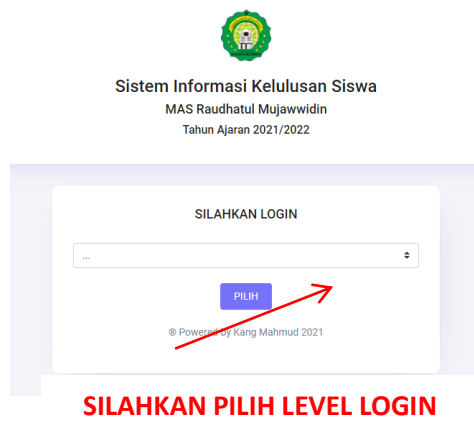 Sistem Informasi Kelulusan Siswa
MAS Raudhatul Mujawwidin
Tahun Ajaran 2021/2022
SILAHKAN LOGIN
...
PILIH
® Powered by Kang Mahmud 2021
SILAHKAN PILIH LEVEL LOGIN